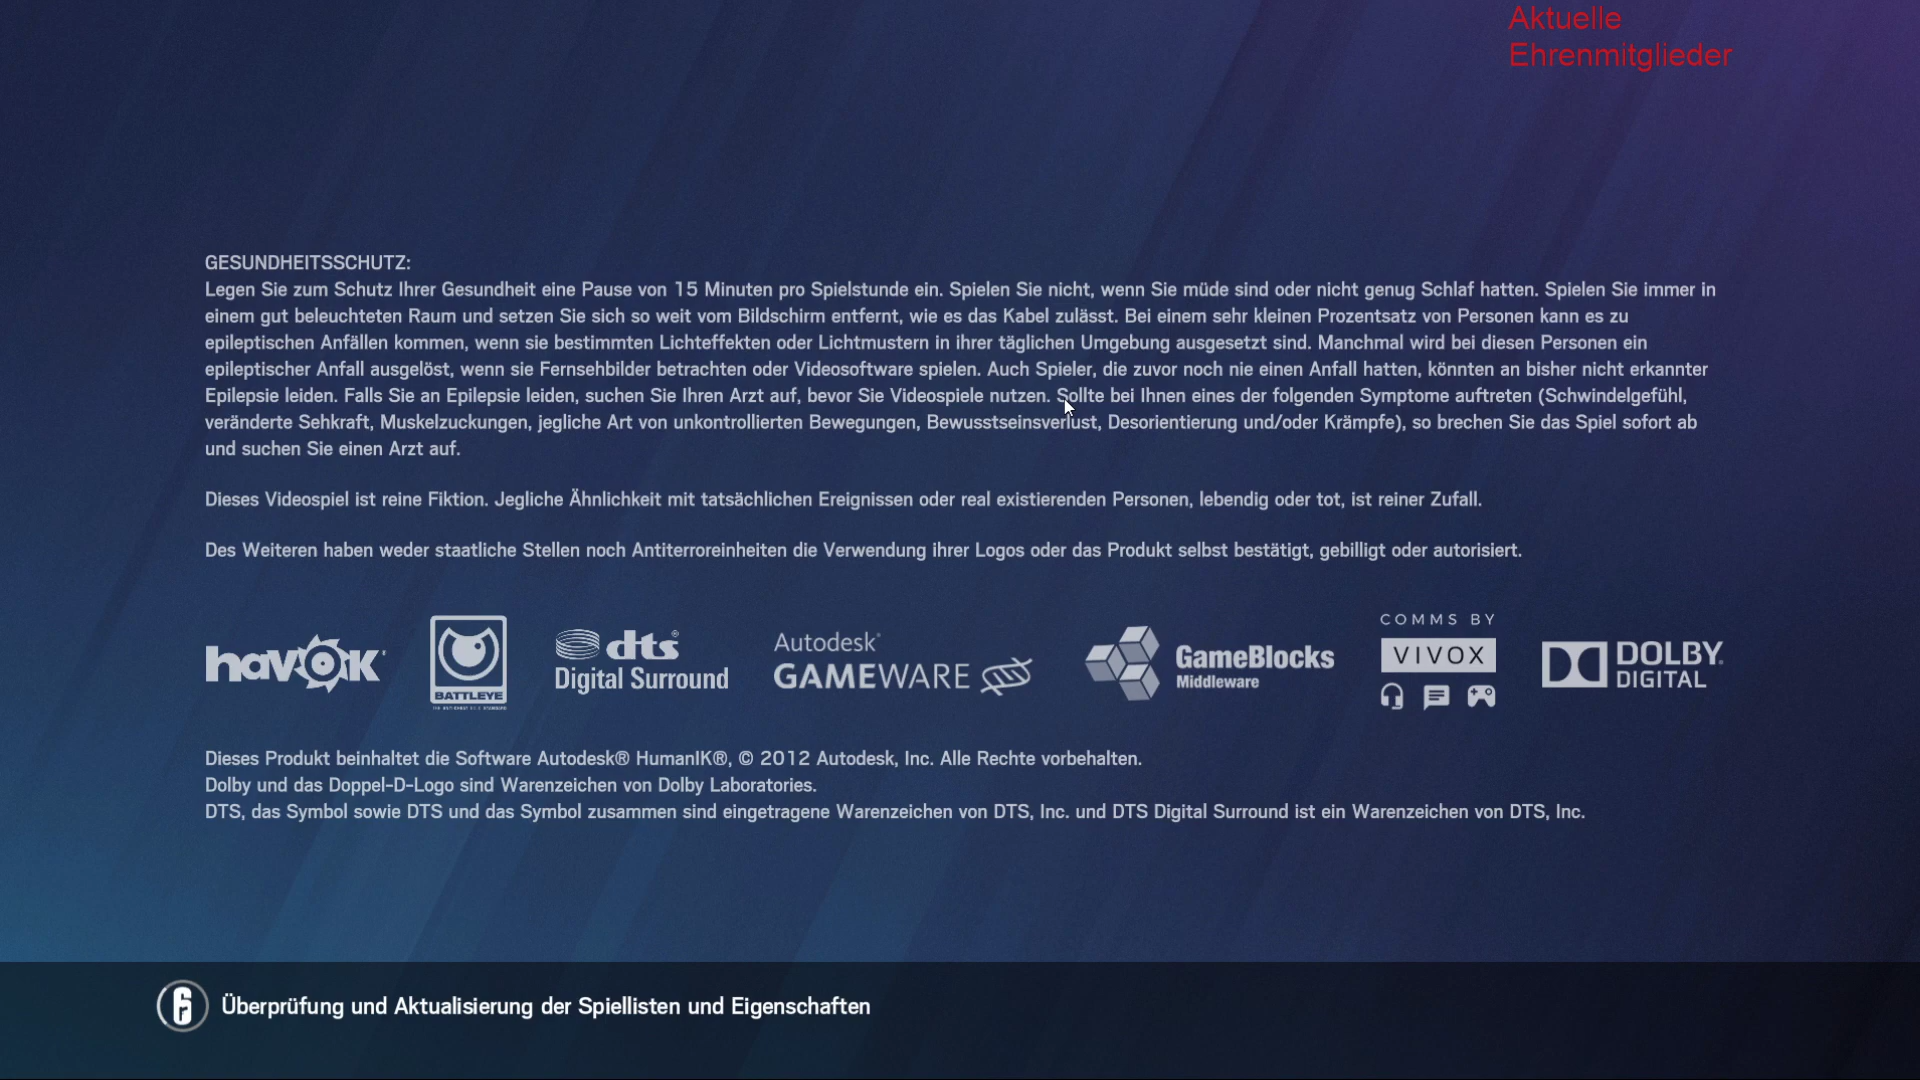 Aktuelle
Ehrenmitglieder
GESUNDHEITSSCHUTZ:
Legen Sie zum Schutz Ihrer Gesundheit eine Pause von 15 Minuten pro Spielstunde ein. Spielen Sie nicht, wenn Sie müde sind oder nicht genug Schlaf hatten. Spielen Sie immer in
einem gut beleuchteten Raum und setzen Sie sich so weit vom Bildschirm entfernt, wie es das Kabel zulässt. Bei einem sehr kleinen Prozentsatz von Personen kann es zu
epileptischen Anfällen kommen, wenn sie bestimmten Lichteffekten oder Lichtmustern in ihrer täglichen Umgebung ausgesetzt sind. Manchmal wird bei diesen Personen ein
epileptischer Anfall ausgelöst, wenn sie Fernsehbilder betrachten oder Videosoftware spielen. Auch Spieler, die zuvor noch nie einen Anfall hatten, könnten an bisher nicht erkannter
Epilepsie leiden. Falls Sie an Epilepsie leiden, suchen Sie Ihren Arzt auf, bevor Sie Videospiele nutzen. Sollte bei Ihnen eines der folgenden Symptome auftreten (Schwindelgefühl,
veränderte Sehkraft, Muskelzuckungen, jegliche Art von unkontrollierten Bewegungen, Bewusstseinsverlust, Desorientierung und/oder Krämpfe), so brechen Sie das Spiel sofort ab
und suchen Sie einen Arzt auf.
Dieses Videospiel ist reine Fiktion. Jegliche Ähnlichkeit mit tatsächlichen Ereignissen oder real existierenden Personen, lebendig oder tot, ist reiner Zufall.
Des Weiteren haben weder staatliche Stellen noch Antiterroreinheiten die Verwendung ihrer Logos oder das Produkt selbst bestätigt, gebilligt oder autorisiert.
havok
BATTLEYE
dts®
Digital Surround
Autodesk®
GAMEWARE
GameBlocks
Middleware
COMMS BY
VIVOX
DOLBY®
DIGITAL
Dieses Produkt beinhaltet die Software Autodesk® HumanIK®, © 2012 Autodesk, Inc. Alle Rechte vorbehalten.
Dolby und das Doppel-D-Logo sind Warenzeichen von Dolby Laboratories.
DTS, das Symbol sowie DTS und das Symbol zusammen sind eingetragene Warenzeichen von DTS, Inc. und DTS Digital Surround ist ein Warenzeichen von DTS, Inc.
6 Überprüfung und Aktualisierung der Spiellisten und Eigenschaften